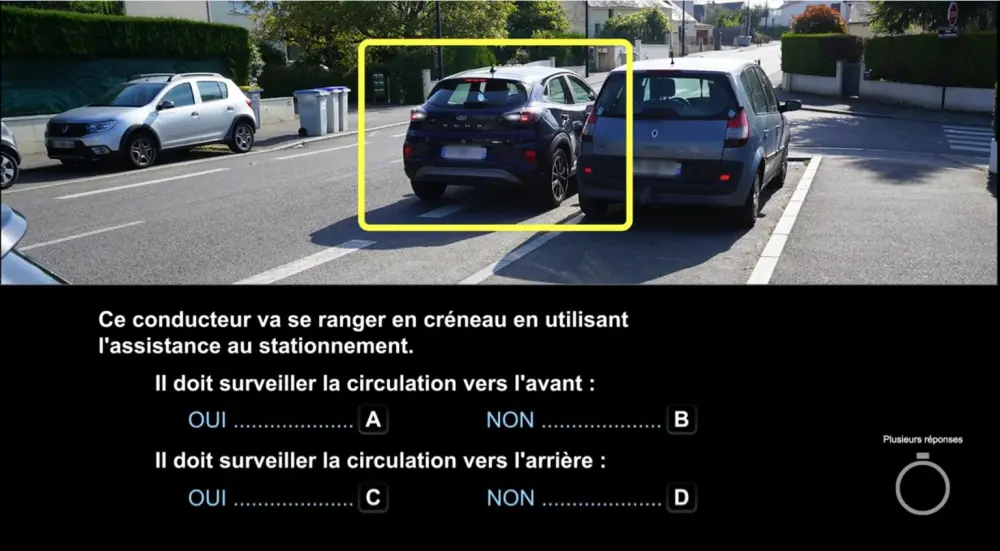 PUMA
Ce conducteur va se ranger en créneau en utilisant
l'assistance au stationnement.
Il doit surveiller la circulation vers l'avant :
OUI ..................... A NON ..................... B
Plusieurs réponses
Il doit surveiller la circulation vers l'arrière :
OUI ..................... C NON ..................... D